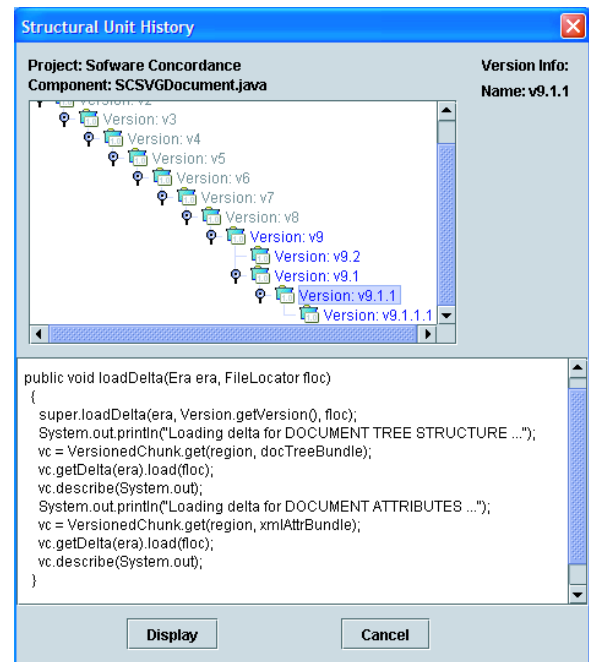 Structural Unit History
Project: Sofware Concordance
Component: SCSVGDocument.java
Version Info:
Name: v9.1.1
Version: v2
Version: v3
Version: v4
Version: v5
Version: v6
Version: v7
Version: v8
Version: v9
Version: v9.2
Version: v9.1
Version: v9.1.1
Version: v9.1.1.1
public void loadDelta(Era era, FileLocator floc)
{
super.loadDelta(era, Version.getVersion(), floc);
System.out.println("Loading delta for DOCUMENT TREE STRUCTURE ...");
vc = VersionedChunk.get(region, docTreeBundle);
vc.getDelta(era).load(floc);
vc.describe(System.out);
System.out.println("Loading delta for DOCUMENT ATTRIBUTES ...");
vc = VersionedChunk.get(region, xmlAttrBundle);
vc.getDelta(era).load(floc);
vc.describe(System.out);
}
Display
Cancel